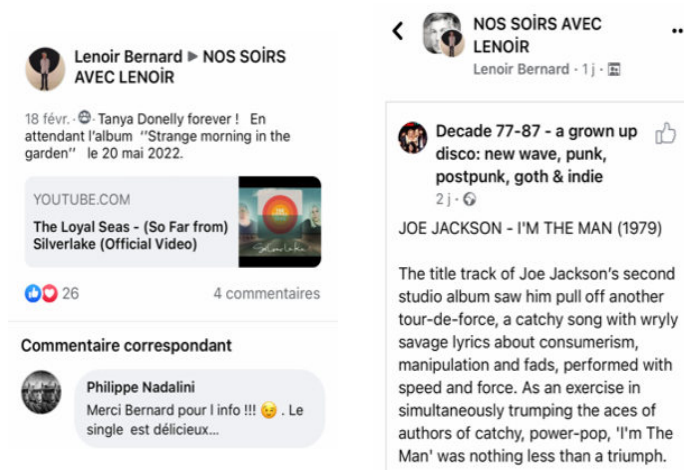 Lenoir Bernard ▶ NOS SOİRS
AVEC LENOİR
18 févr. · Tanya Donelly forever ! En
attendant l'album ‘‘Strange morning in the
garden’’ le 20 mai 2022.
YOUTUBE.COM
The Loyal Seas - (So Far from)
Silverlake (Official Video)
Silverlake
26
4 commentaires
Commentaire correspondant
Philippe Nadalini
Merci Bernard pour l info !!! 😉 . Le
single est délicieux...
NOS SOİRS AVEC
LENOİR
Lenoir Bernard · 1 j ·
Decade 77-87 - a grown up
disco: new wave, punk,
postpunk, goth & indie
2 j ·
JOE JACKSON - I'M THE MAN (1979)
The title track of Joe Jackson's second
studio album saw him pull off another
tour-de-force, a catchy song with wryly
savage lyrics about consumerism,
manipulation and fads, performed with
speed and force. As an exercise in
simultaneously trumping the aces of
authors of catchy, power-pop, 'I'm The
Man' was nothing less than a triumph.